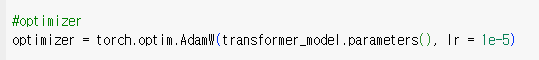 #optimizer
optimizer = torch.optim.AdamW(transformer_model.parameters(), lr = 1e-5)